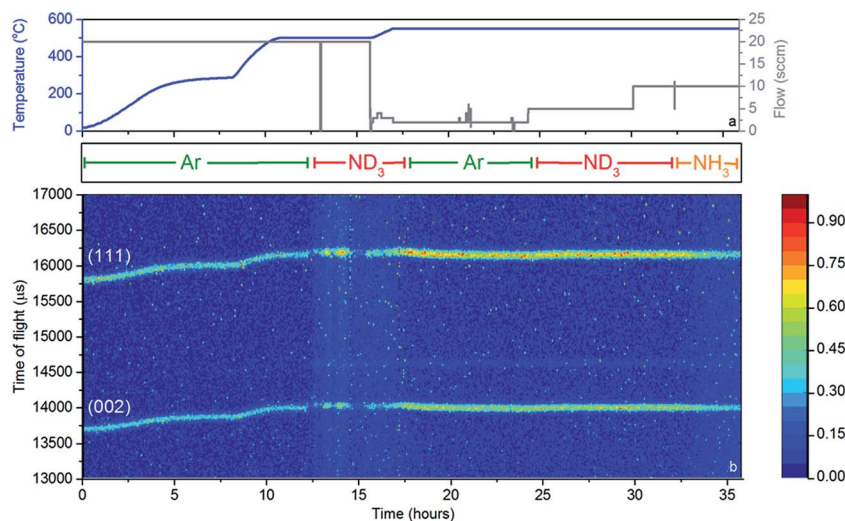 Temperature (ºC)
600
400
200
0
25
20
15
10
5
0
Flow (sccm)
a
Ar
ND3
Ar
ND3
NH3
Time of flight (µs)
17000
16500
16000
15500
15000
14500
14000
13500
13000
(111)
(002)
b
0 5 10 15 20 25 30 35
Time (hours)
0.90
0.75
0.60
0.45
0.30
0.15
0.00